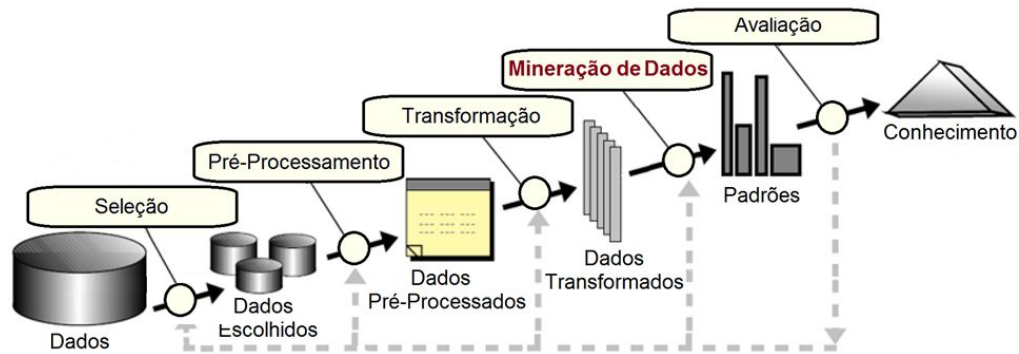 Avaliação
Mineração de Dados
Transformação
Pré-Processamento
Seleção
Conhecimento
Padrões
Dados
Transformados
Dados
Pré-Processados
Dados
Escolhidos
Dados